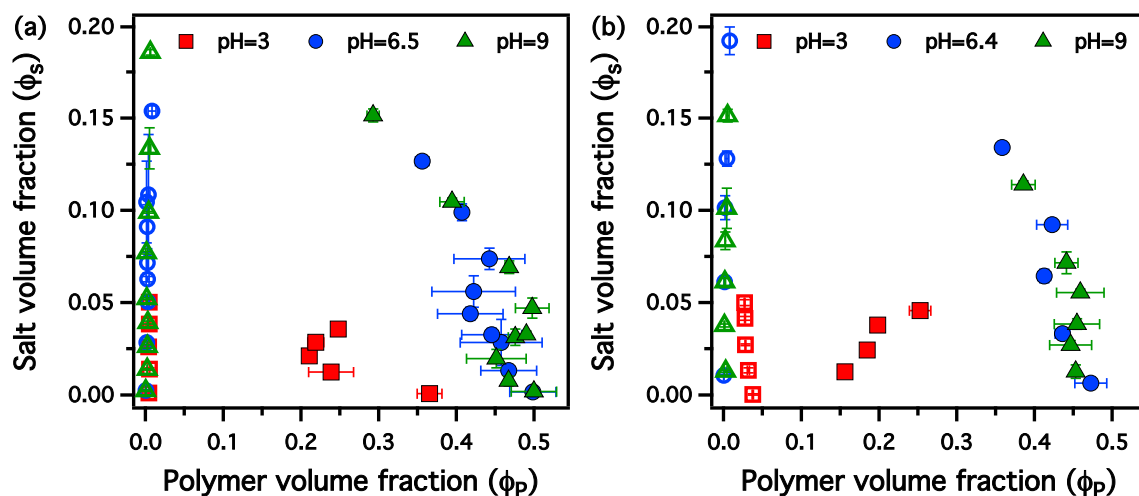 (a)
pH=3 pH=6.5 pH=9
Salt volume fraction (ϕS)
0.20
0.15
0.10
0.05
0.00
0.0 0.1 0.2 0.3 0.4 0.5
Polymer volume fraction (ϕP)
(b)
pH=3 pH=6.4 pH=9
Salt volume fraction (ϕS)
0.20
0.15
0.10
0.05
0.00
0.0 0.1 0.2 0.3 0.4 0.5
Polymer volume fraction (ϕP)